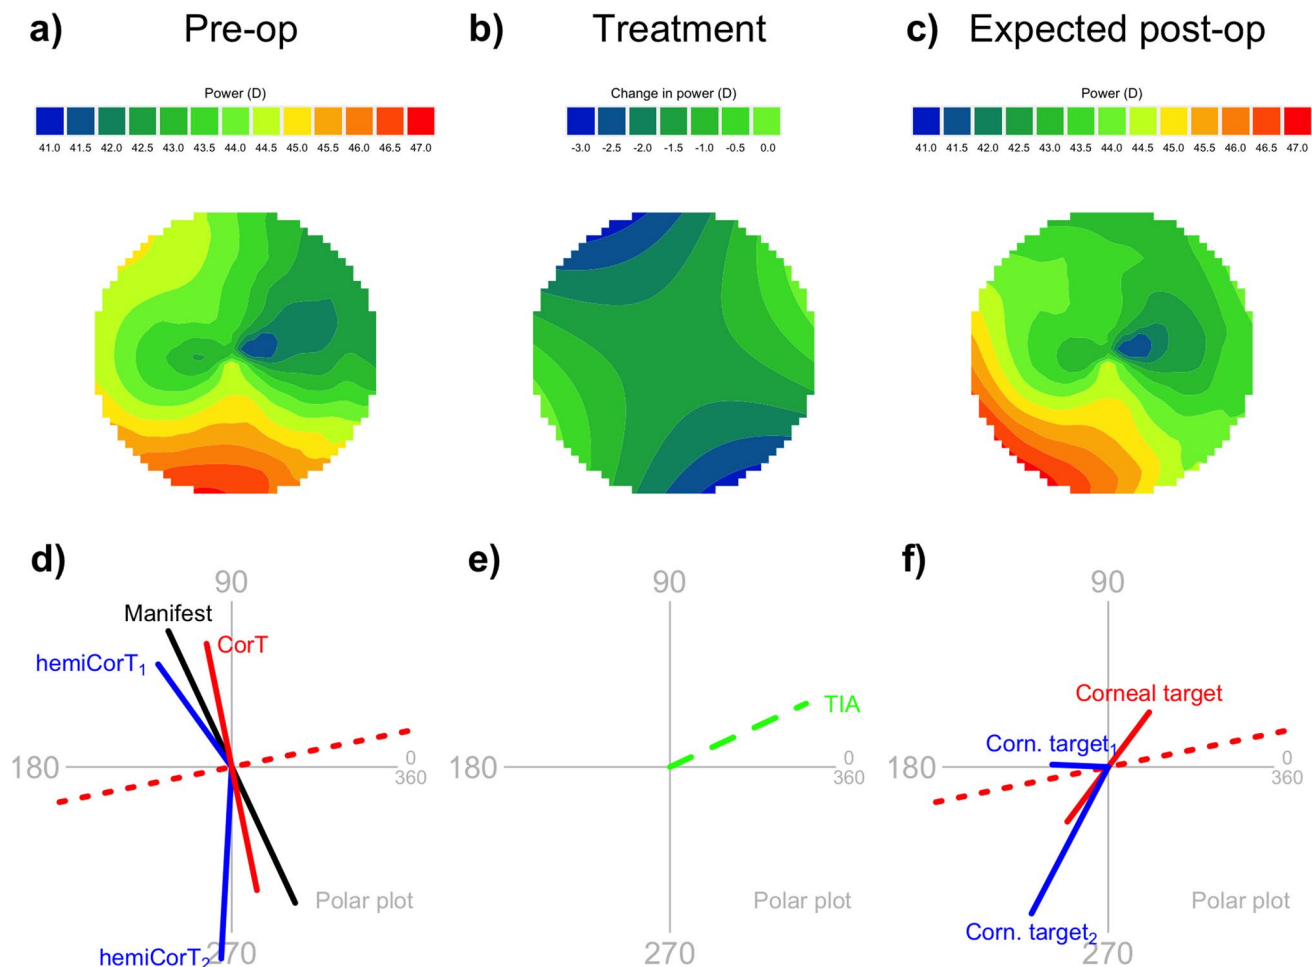 a) Pre-op
b) Treatment
c) Expected post-op
Power (D)
41.0 41.5 42.0 42.5 43.0 43.5 44.0 44.5 45.0 45.5 46.0 46.5 47.0
Change in power (D)
-3.0 -2.5 -2.0 -1.5 -1.0 -0.5 0.0
Power (D)
41.0 41.5 42.0 42.5 43.0 43.5 44.0 44.5 45.0 45.5 46.0 46.5 47.0
d)
90
Manifest
CorT
hemiCorT1
180
0
360
Polar plot
hemiCorT2
270
e)
90
TIA
180
0
360
Polar plot
270
f)
90
Corneal target
Corn. target1
180
0
360
Polar plot
Corn. target2
270